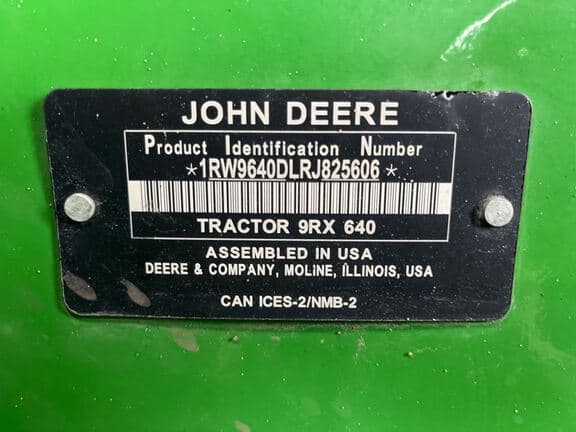 JOHN DEERE
Product Identification Number
*1RW9640DLRJ825606*
TRACTOR 9RX 640
ASSEMBLED IN USA
DEERE & COMPANY, MOLINE, ILLINOIS, USA
CAN ICES-2/NMB-2